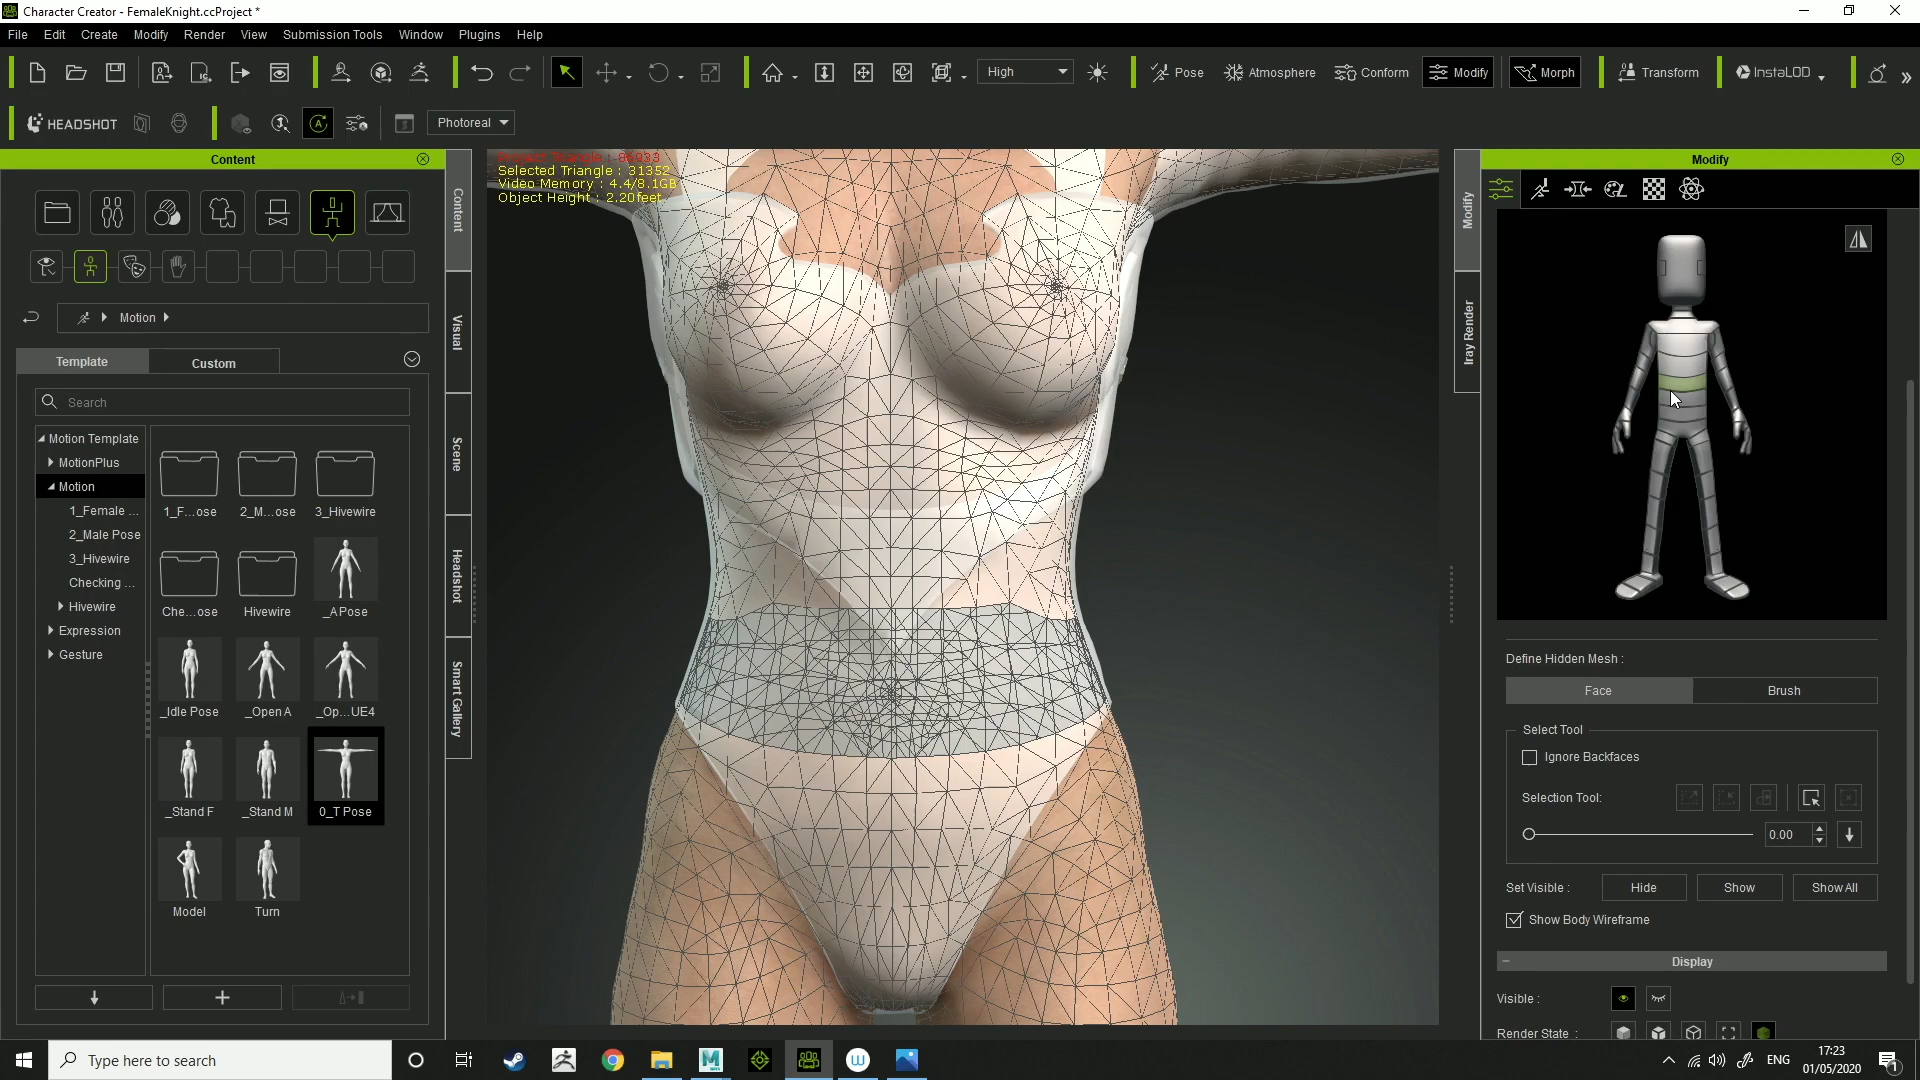 Character Creator - FemaleKnight.ccProject *
File Edit Create Modify Render View Submission Tools Window Plugins Help
High Pose Atmosphere Conform Modify Morph Transform InstaLOD
HEADSHOT Photoreal
Content
Modify
Project Triangle : 86933
Selected Triangle : 31352
Video Memory : 4.4/8.1GB
Object Height : 2.20feet
Content
Visual
Scene
Headshot
Smart Gallery
Modify
Iray Render
Motion
Template Custom
Search
Motion Template
MotionPlus
Motion
1_Female ...
2_Male Pose
3_Hivewire
Checking ...
Hivewire
Expression
Gesture
1_F...ose 2_M...ose 3_Hivewire
Che...ose Hivewire _A Pose
_Idle Pose _Open A _Op...UE4
_Stand F _Stand M 0_T Pose
Model Turn
Define Hidden Mesh :
Face Brush
Select Tool
Ignore Backfaces
Selection Tool:
0.00
Set Visible : Hide Show Show All
Show Body Wireframe
Display
Visible :
Render State :
Type here to search
ENG
17:23
01/05/2020
1